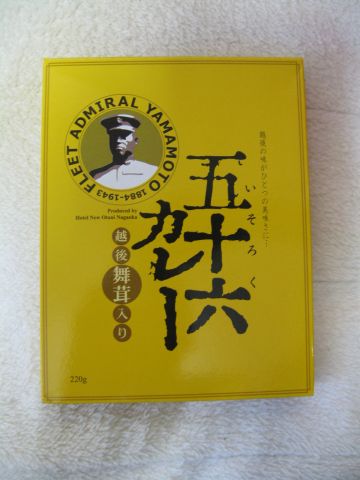 FLEET ADMIRAL YAMAMOTO 1884-1943
Produced by
Hotel New Otani Nagaoka
越後の味がひとつの美味さに…
五十六
いそろく
カレー
越後舞茸入り
220g